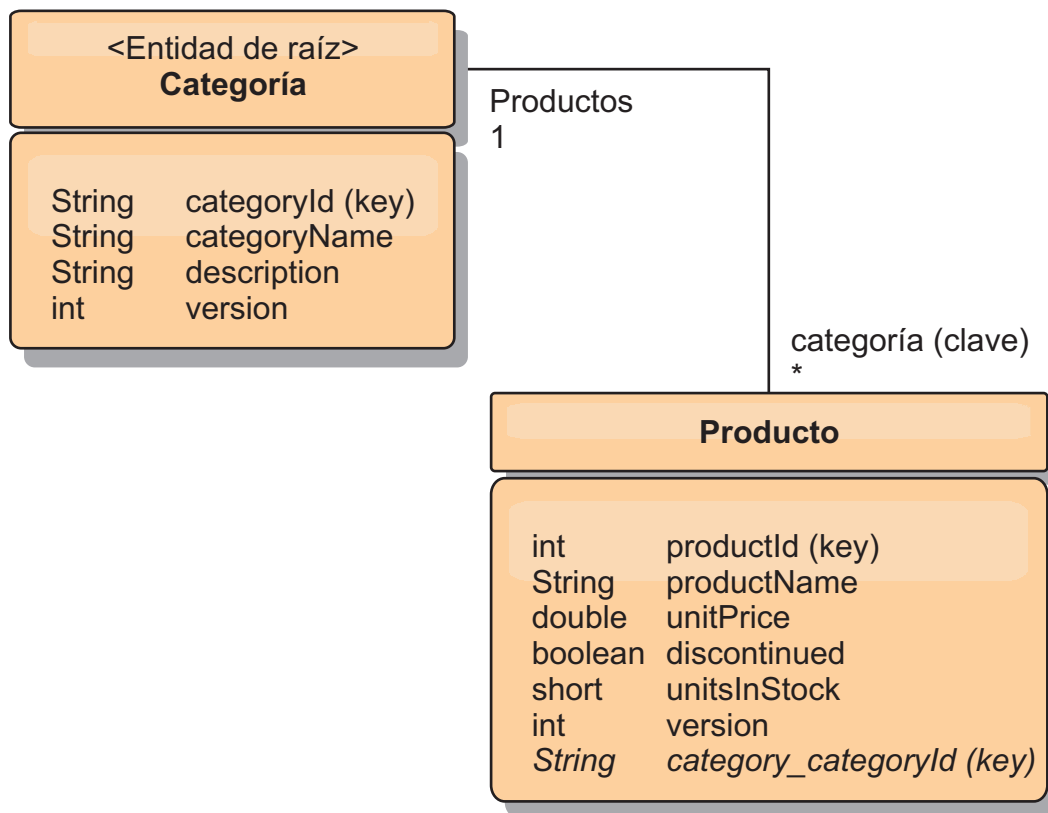 <Entidad de raíz>
Categoría
String categoryId (key)
String categoryName
String description
int version
Productos
1
categoría (clave)
*
Producto
int productId (key)
String productName
double unitPrice
boolean discontinued
short unitsInStock
int version
String category_categoryId (key)